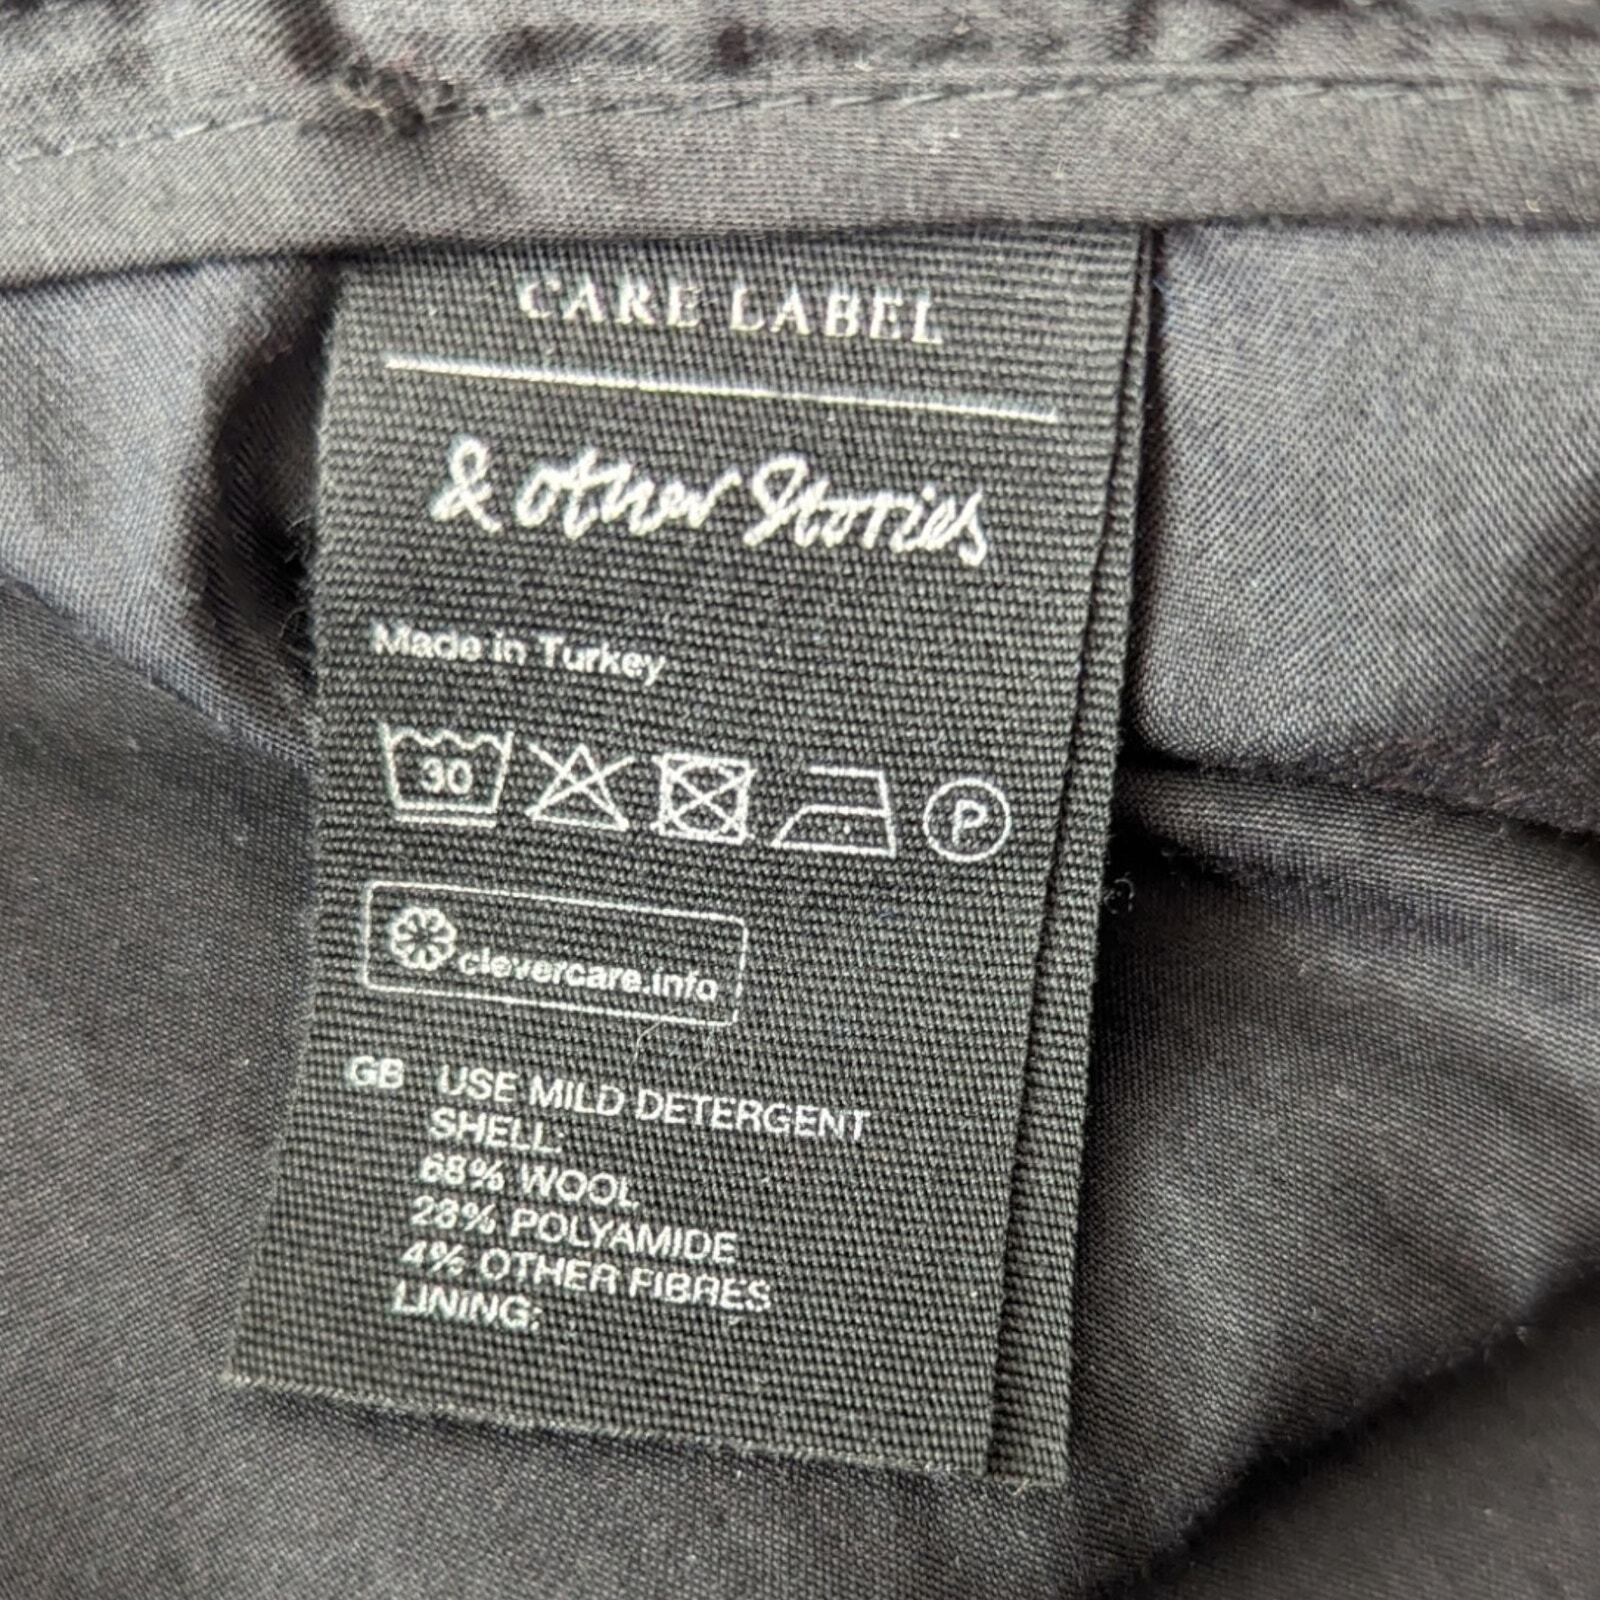 CARE LABEL
& other Stories
Made in Turkey
30
P
clevercare.info
GB USE MILD DETERGENT
SHELL:
68% WOOL
28% POLYAMIDE
4% OTHER FIBRES
LINING: